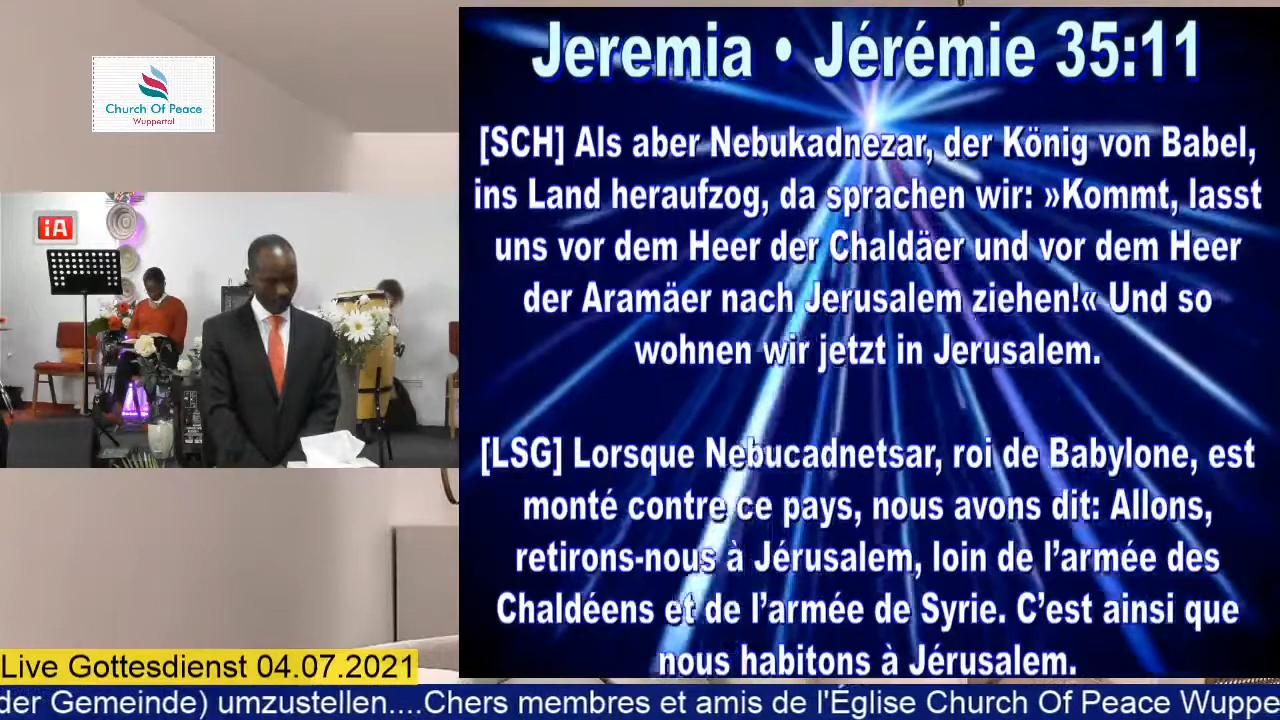 Church Of Peace
Wuppertal
iA
Jeremia • Jérémie 35:11
[SCH] Als aber Nebukadnezar, der König von Babel,
ins Land heraufzog, da sprachen wir: »Kommt, lasst
uns vor dem Heer der Chaldäer und vor dem Heer
der Aramäer nach Jerusalem ziehen!« Und so
wohnen wir jetzt in Jerusalem.
[LSG] Lorsque Nebucadnetsar, roi de Babylone, est
monté contre ce pays, nous avons dit: Allons,
retirons-nous à Jérusalem, loin de l’armée des
Chaldéens et de l’armée de Syrie. C’est ainsi que
nous habitons à Jérusalem.
Live Gottesdienst 04.07.2021
der Gemeinde) umzustellen....Chers membres et amis de l'Église Church Of Peace Wuppe